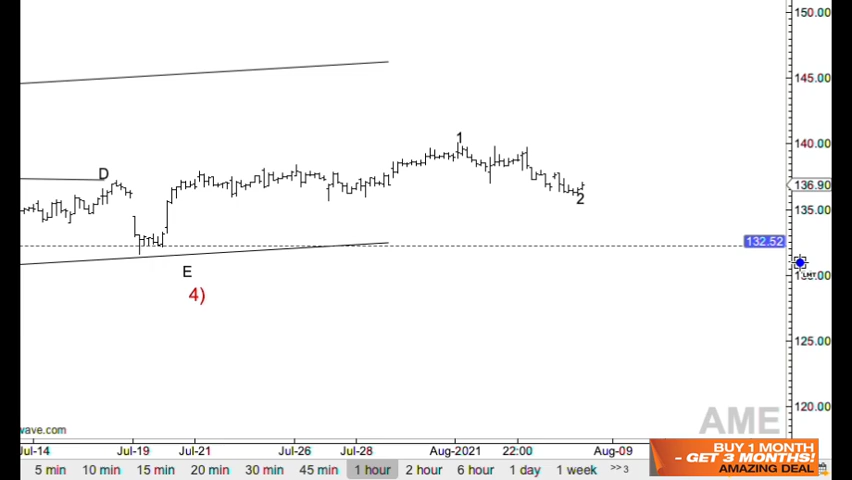 150.00
145.00
1
140.00
D
136.90
2
135.00
132.52
E
4)
125.00
120.00
AME
wave.com
Jul-14
Jul-19
Jul-21
Jul-26
Jul-28
Aug-2021
22:00
Aug-09
BUY 1 MONTH
- GET 3 MONTHS!
AMAZING DEAL
5 min
10 min
15 min
20 min
30 min
45 min
1 hour
2 hour
6 hour
1 day
1 week
>> 3